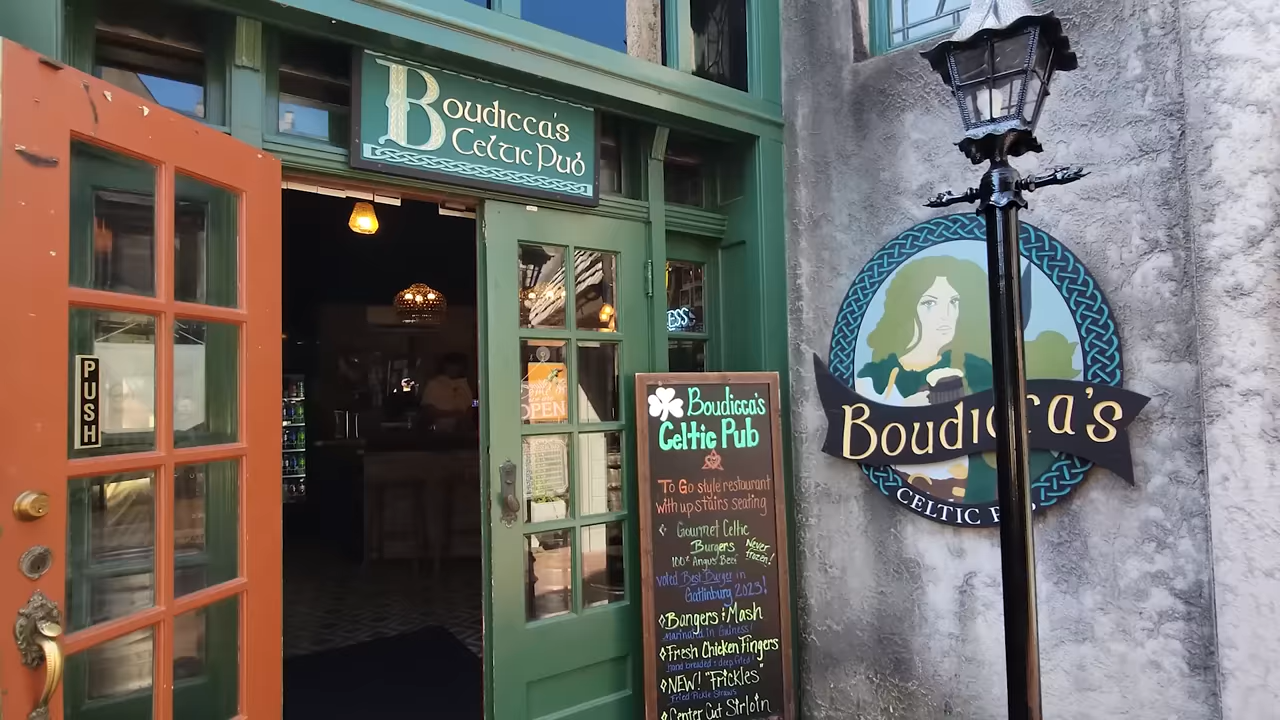 Boudicca's
Celtic Pub
PUSH
OPEN
ESS
Boudicca's
Celtic Pub
To Go style restaurant
with upstairs seating
Gourmet Celtic
Burgers Never
100% Angus Beef frozen!
voted Best Burger in
Gatlinburg 2023!
Bangers & Mash
marinated in Guiness!
Fresh Chicken Fingers
hand breaded & deep fried!
NEW! "Frickles"
Fried Pickle Straws
Center Cut Sirloin
Boudicca's
CELTIC P